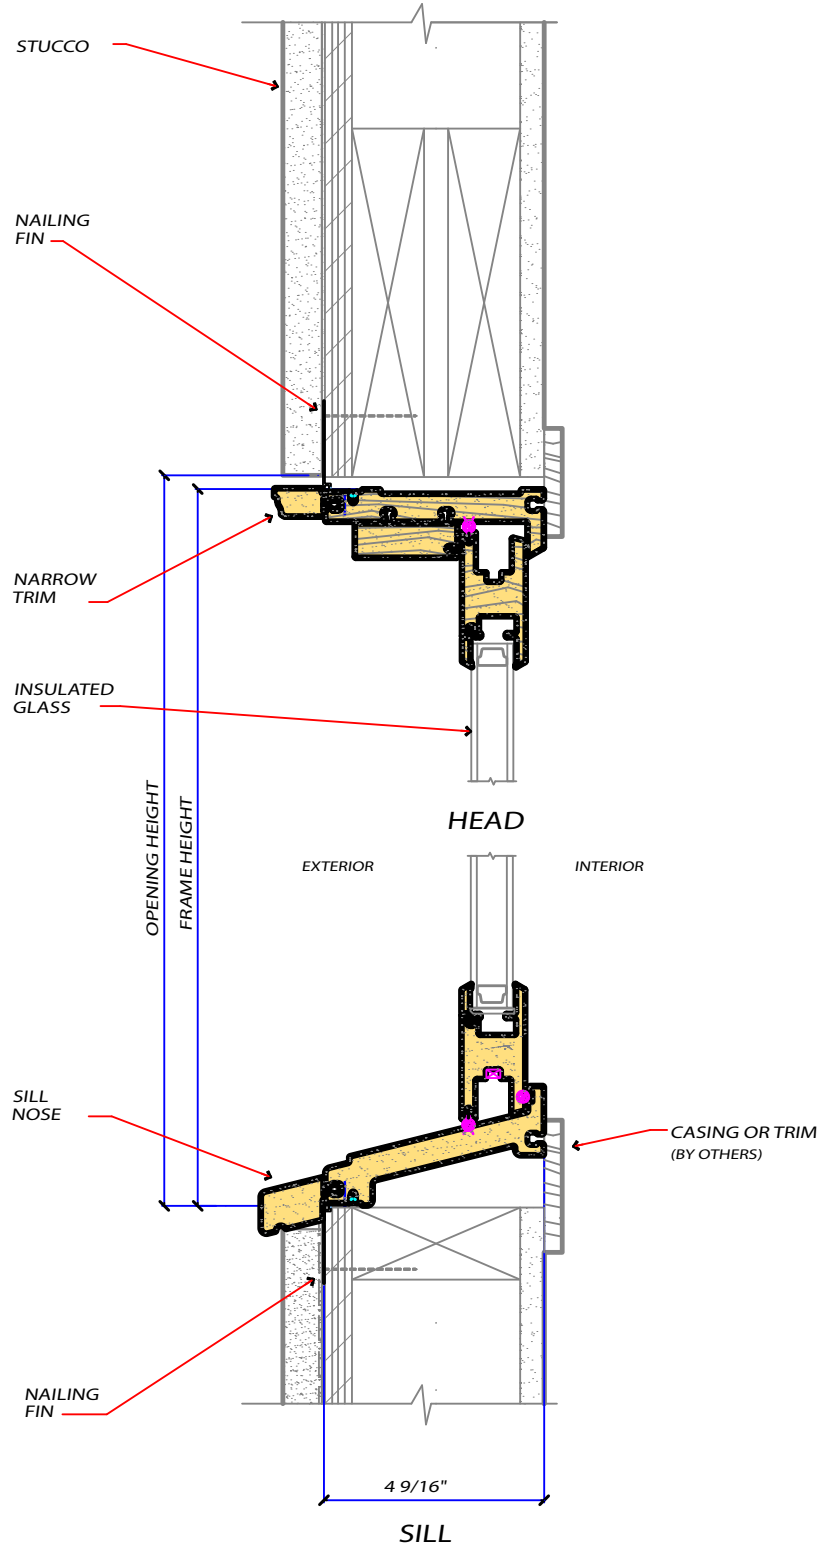 STUCCO
NAILING
FIN
NARROW
TRIM
INSULATED
GLASS
OPENING HEIGHT
FRAME HEIGHT
HEAD
EXTERIOR
INTERIOR
SILL
NOSE
CASING OR TRIM
(BY OTHERS)
NAILING
FIN
4 9/16"
SILL